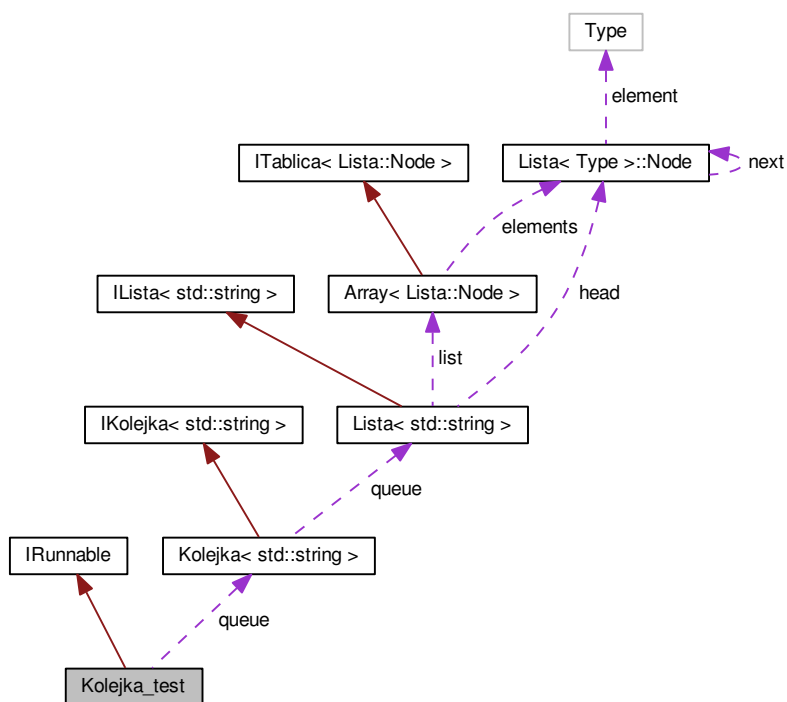 Type
element
ITablica< Lista::Node >
Lista< Type >::Node
next
elements
IILista< std::string >
Array< Lista::Node >
head
list
IKolejka< std::string >
Lista< std::string >
queue
IRunnable
Kolejka< std::string >
queue
Kolejka_test